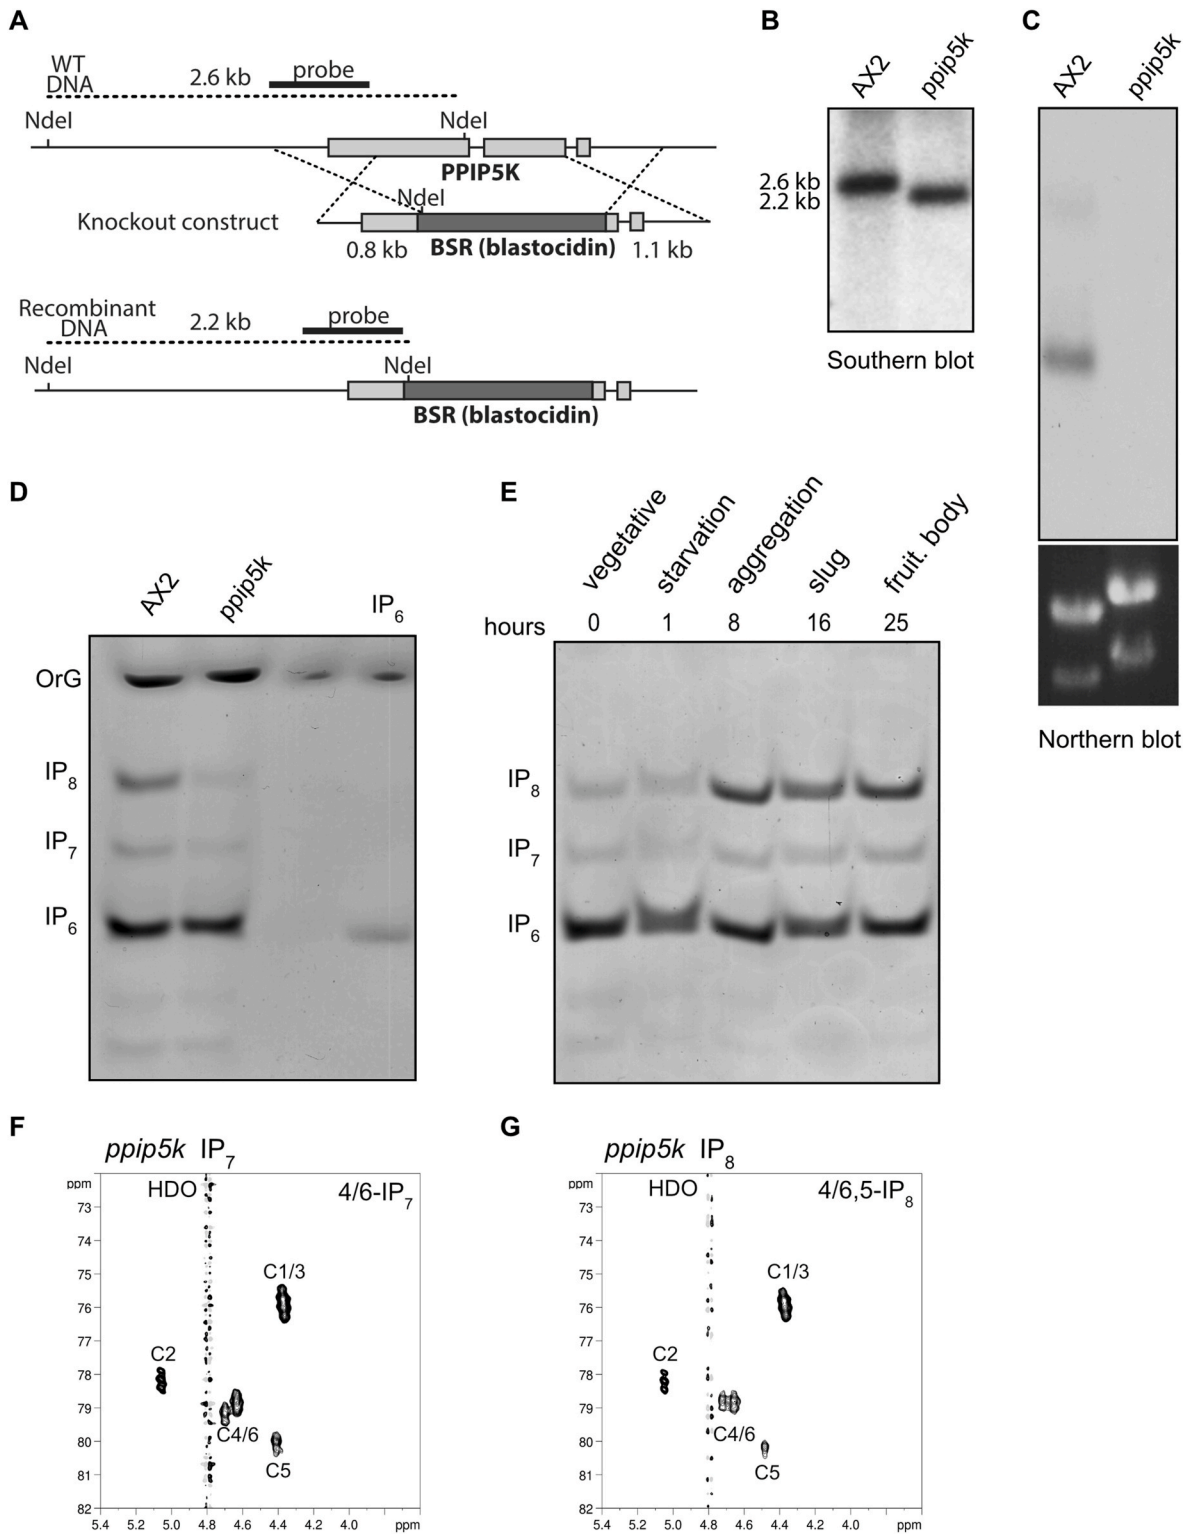 A
WT
DNA
2.6 kb
probe
NdeI
NdeI
PPIP5K
NdeI
Knockout construct
0.8 kb
BSR (blastocidin)
1.1 kb
Recombinant
DNA
2.2 kb
probe
NdeI
NdeI
BSR (blastocidin)
B
AX2
ppip5k
2.6 kb
2.2 kb
Southern blot
C
AX2
ppip5k
Northern blot
D
AX2
ppip5k
IP6
OrG
IP8
IP7
IP6
E
vegetative
starvation
aggregation
slug
fruit. body
hours 0 1 8 16 25
IP8
IP7
IP6
F
ppip5k IP7
ppm
HDO
4/6-IP7
73
74
75
76
77
78
79
80
81
82
C1/3
C2
C4/6
C5
5.4 5.2 5.0 4.8 4.6 4.4 4.2 4.0 ppm
G
ppip5k IP8
ppm
HDO
4/6,5-IP8
73
74
75
76
77
78
79
80
81
82
C1/3
C2
C4/6
C5
5.4 5.2 5.0 4.8 4.6 4.4 4.2 4.0 ppm